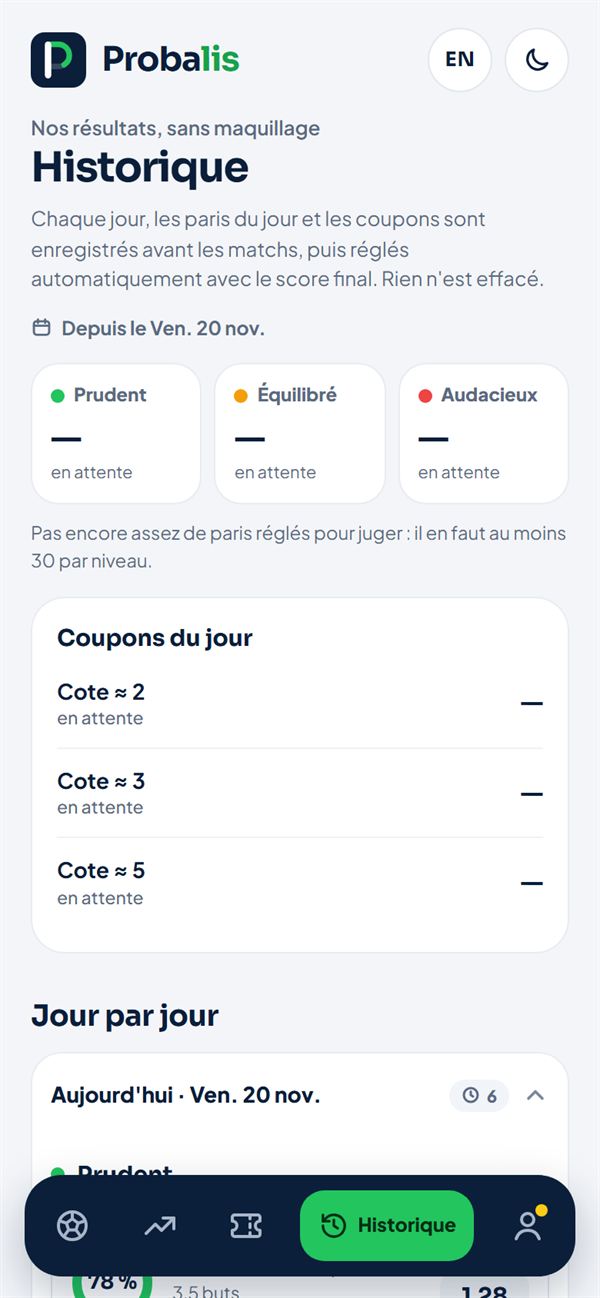 Probalis
EN
Nos résultats, sans maquillage
Historique
Chaque jour, les paris du jour et les coupons sont
enregistrés avant les matchs, puis réglés
automatiquement avec le score final. Rien n'est effacé.
Depuis le Ven. 20 nov.
Prudent
—
en attente
Équilibré
—
en attente
Audacieux
—
en attente
Pas encore assez de paris réglés pour juger : il en faut au moins
30 par niveau.
Coupons du jour
Cote ≈ 2
en attente
—
Cote ≈ 3
en attente
—
Cote ≈ 5
en attente
—
Jour par jour
Aujourd'hui · Ven. 20 nov.
6
Prudent
Historique
78 %
3.5 buts
1.28